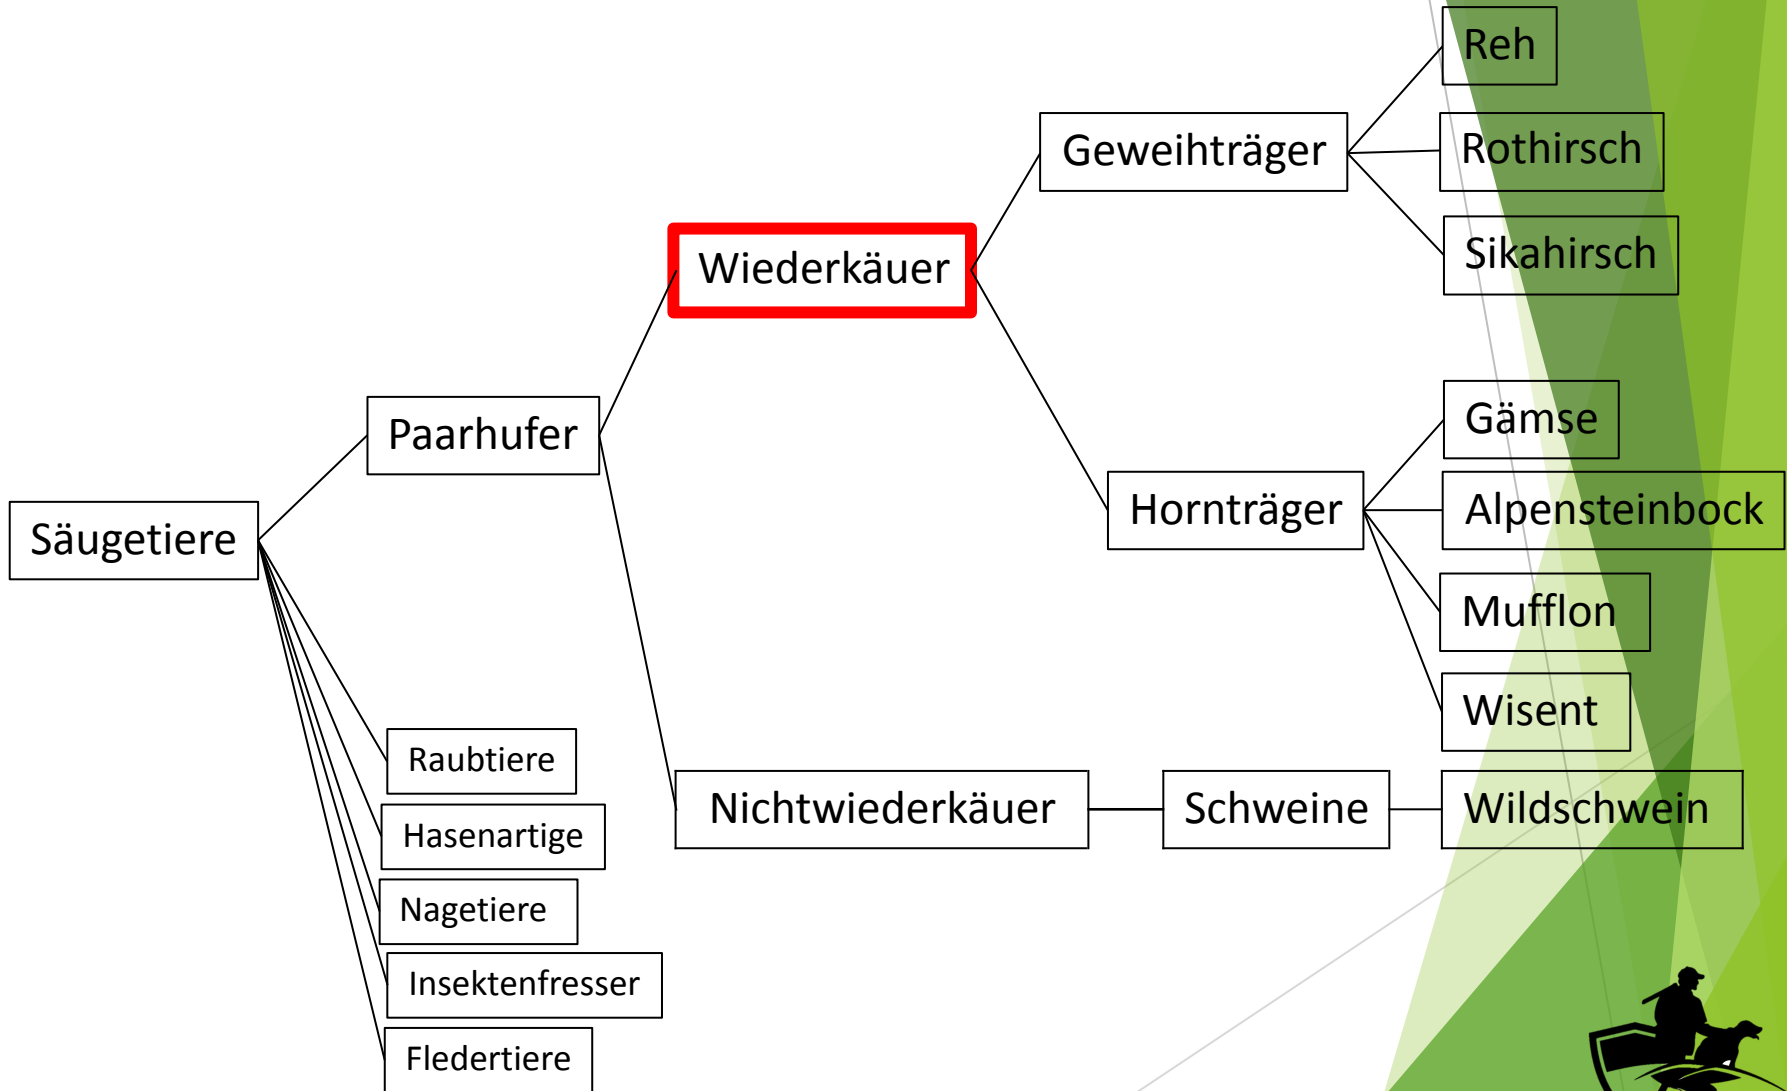 Reh
Geweihträger
Rothirsch
Wiederkäuer
Sikahirsch
Paarhufer
Gämse
Säugetiere
Hornträger
Alpensteinbock
Mufflon
Wisent
Raubtiere
Nichtwiederkäuer
Schweine
Wildschwein
Hasenartige
Nagetiere
Insektenfresser
Fledertiere